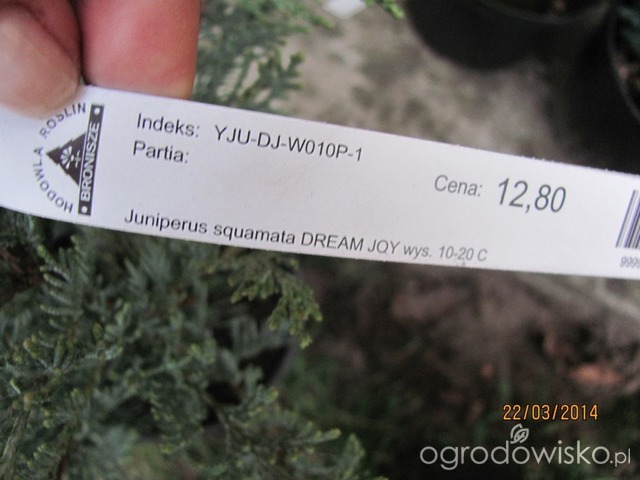 HODOWLA ROŚLIN
BRONISZE
Indeks: YJU-DJ-W010P-1
Partia:
Cena: 12,80
Juniperus squamata DREAM JOY wys. 10-20 C
22/03/2014
ogrodowisko.pl